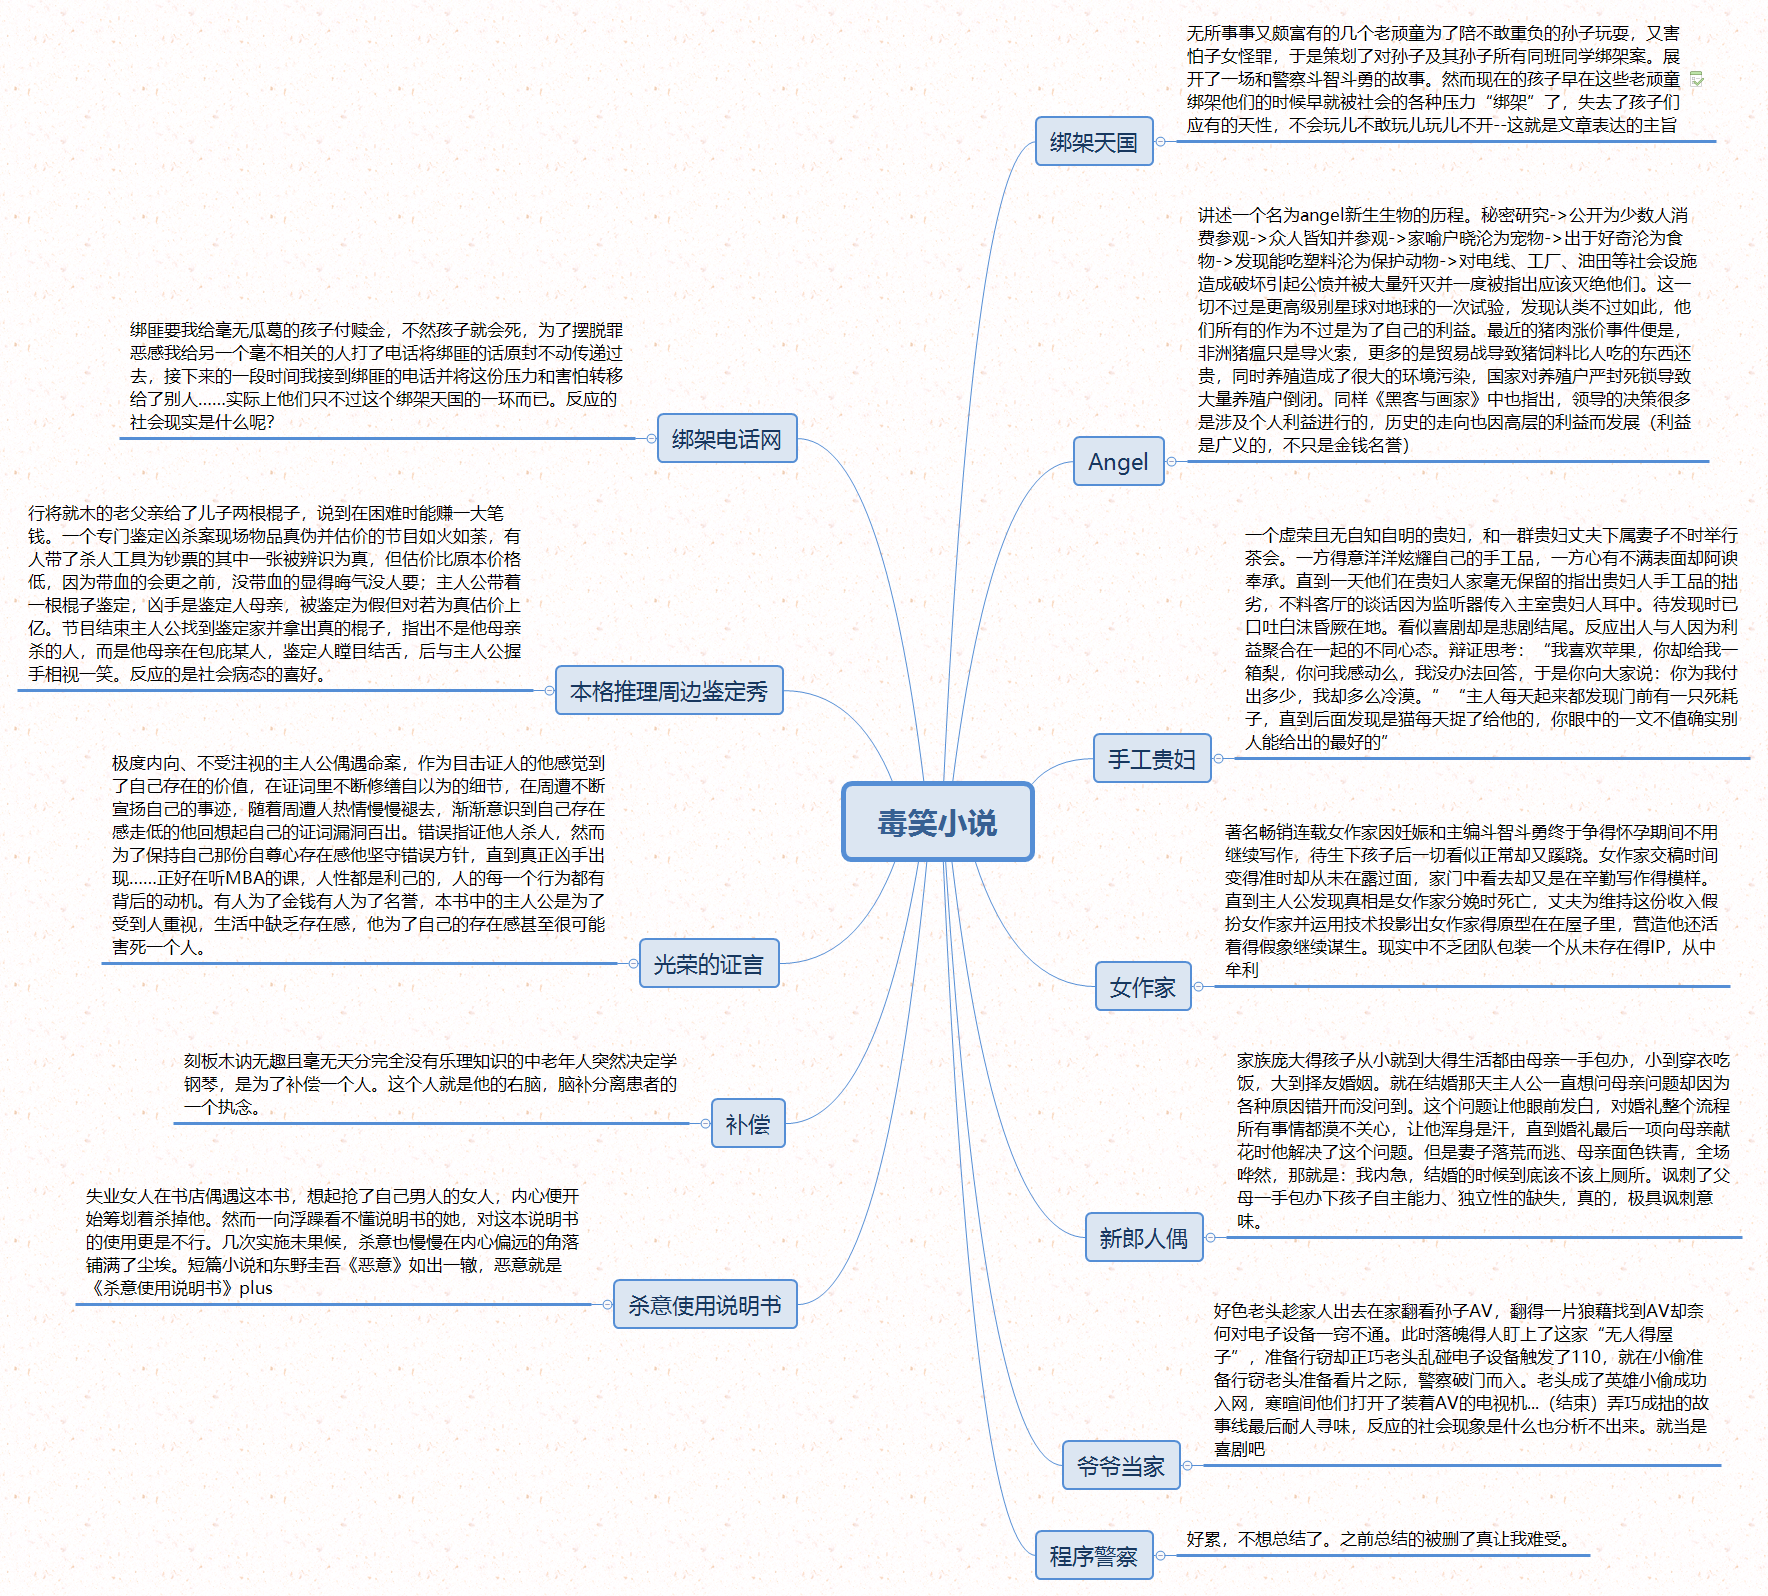 毒笑小说
绑架天国
无所事事又颇富有的几个老顽童为了陪不敢重负的孙子玩耍，又害
怕子女怪罪，于是策划了对孙子及其孙子所有同班同学绑架案。展
开了一场和警察斗智斗勇的故事。然而现在的孩子早在这些老顽童
绑架他们的时候早就被社会的各种压力“绑架”了，失去了孩子们
应有的天性，不会玩儿不敢玩儿玩儿不开--这就是文章表达的主旨
Angel
讲述一个名为angel新生生物的历程。秘密研究->公开为少数人消
费参观->众人皆知并参观->家喻户晓沦为宠物->出于好奇沦为食
物->发现能吃塑料沦为保护动物->对电线、工厂、油田等社会设施
造成破坏引起公愤并被大量歼灭并一度被指出应该灭绝他们。这一
切不过是更高级别星球对地球的一次试验，发现认类不过如此，他
们所有的作为不过是为了自己的利益。最近的猪肉涨价事件便是，
非洲猪瘟只是导火索，更多的是贸易战导致猪饲料比人吃的东西还
贵，同时养殖造成了很大的环境污染，国家对养殖户严封死锁导致
大量养殖户倒闭。同样《黑客与画家》中也指出，领导的决策很多
是涉及个人利益进行的，历史的走向也因高层的利益而发展（利益
是广义的，不只是金钱名誉）
手工贵妇
一个虚荣且无自知自明的贵妇，和一群贵妇丈夫下属妻子不时举行
茶会。一方得意洋洋炫耀自己的手工品，一方心有不满表面却阿谀
奉承。直到一天他们在贵妇人家毫无保留的指出贵妇人手工品的拙
劣，不料客厅的谈话因为监听器传入主室贵妇人耳中。待发现时已
口吐白沫昏厥在地。看似喜剧却是悲剧结尾。反应出人与人因为利
益聚合在一起的不同心态。辩证思考：“我喜欢苹果，你却给我一
箱梨，你问我感动么，我没办法回答，于是你向大家说：你为我付
出多少，我却多么冷漠。”“主人每天起来都发现门前有一只死耗
子，直到后面发现是猫每天捉了给他的，你眼中的一文不值确实别
人能给出的最好的”
女作家
著名畅销连载女作家因妊娠和主编斗智斗勇终于争得怀孕期间不用
继续写作，待生下孩子后一切看似正常却又蹊跷。女作家交稿时间
变得准时却从未在露过面，家门中看去却又是在辛勤写作得模样。
直到主人公发现真相是女作家分娩时死亡，丈夫为维持这份收入假
扮女作家并运用技术投影出女作家得原型在在屋子里，营造他还活
着得假象继续谋生。现实中不乏团队包装一个从未存在得IP，从中
牟利
新郎人偶
家族庞大得孩子从小就到大得生活都由母亲一手包办，小到穿衣吃
饭，大到择友婚姻。就在结婚那天主人公一直想问母亲问题却因为
各种原因错开而没问到。这个问题让他眼前发白，对婚礼整个流程
所有事情都漠不关心，让他浑身是汗，直到婚礼最后一项向母亲献
花时他解决了这个问题。但是妻子落荒而逃、母亲面色铁青，全场
哗然，那就是：我内急，结婚的时候到底该不该上厕所。讽刺了父
母一手包办下孩子自主能力、独立性的缺失，真的，极具讽刺意
味。
爷爷当家
好色老头趁家人出去在家翻看孙子AV，翻得一片狼藉找到AV却奈
何对电子设备一窍不通。此时落魄得人盯上了这家“无人得屋
子”，准备行窃却正巧老头乱碰电子设备触发了110，就在小偷准
备行窃老头准备看片之际，警察破门而入。老头成了英雄小偷成功
入网，寒暄间他们打开了装着AV的电视机...（结束）弄巧成拙的故
事线最后耐人寻味，反应的社会现象是什么也分析不出来。就当是
喜剧吧
程序警察
好累，不想总结了。之前总结的被删了真让我难受。
绑架电话网
绑匪要我给毫无瓜葛的孩子付赎金，不然孩子就会死，为了摆脱罪
恶感我给另一个毫不相关的人打了电话将绑匪的话原封不动传递过
去，接下来的一段时间我接到绑匪的电话并将这份压力和害怕转移
给了别人......实际上他们只不过这个绑架天国的一环而已。反应的
社会现实是什么呢？
本格推理周边鉴定秀
行将就木的老父亲给了儿子两根棍子，说到在困难时能赚一大笔
钱。一个专门鉴定凶杀案现场物品真伪并估价的节目如火如荼，有
人带了杀人工具为钞票的其中一张被辨识为真，但估价比原本价格
低，因为带血的会更之前，没带血的显得晦气没人要；主人公带着
一根棍子鉴定，凶手是鉴定人母亲，被鉴定为假但对若为真估价上
亿。节目结束主人公找到鉴定家并拿出真的棍子，指出不是他母亲
杀的人，而是他母亲在包庇某人，鉴定人瞠目结舌，后与主人公握
手相视一笑。反应的是社会病态的喜好。
光荣的证言
极度内向、不受注视的主人公偶遇命案，作为目击证人的他感觉到
了自己存在的价值，在证词里不断修缮自以为的细节，在周遭不断
宣扬自己的事迹，随着周遭人热情慢慢褪去，渐渐意识到自己存在
感走低的他回想起自己的证词漏洞百出。错误指证他人杀人，然而
为了保持自己那份自尊心存在感他坚守错误方针，直到真正凶手出
现......正好在听MBA的课，人性都是利己的，人的每一个行为都有
背后的动机。有人为了金钱有人为了名誉，本书中的主人公是为了
受到人重视，生活中缺乏存在感，他为了自己的存在感甚至很可能
害死一个人。
补偿
刻板木讷无趣且毫无天分完全没有乐理知识的中老年人突然决定学
钢琴，是为了补偿一个人。这个人就是他的右脑，脑补分离患者的
一个执念。
杀意使用说明书
失业女人在书店偶遇这本书，想起抢了自己男人的女人，内心便开
始筹划着杀掉他。然而一向浮躁看不懂说明书的她，对这本说明书
的使用更是不行。几次实施未果候，杀意也慢慢在内心偏远的角落
铺满了尘埃。短篇小说和东野圭吾《恶意》如出一辙，恶意就是
《杀意使用说明书》plus